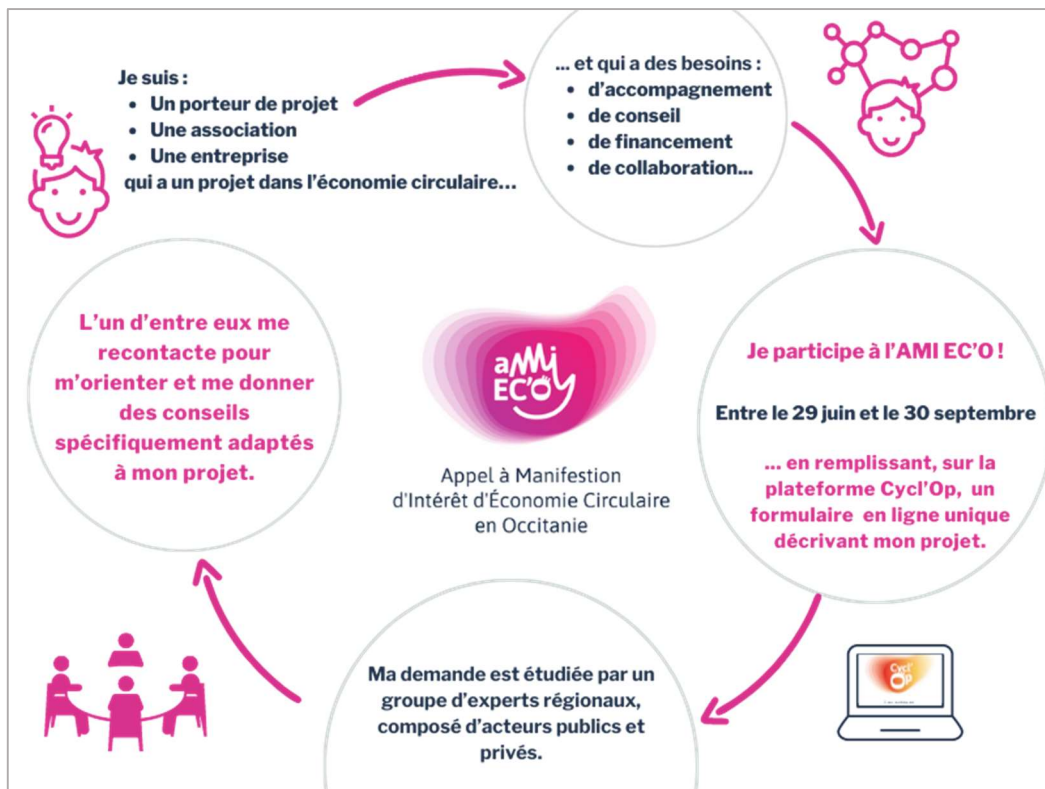 Je suis :
• Un porteur de projet
• Une association
• Une entreprise
qui a un projet dans l'économie circulaire...
... et qui a des besoins :
• d'accompagnement
• de conseil
• de financement
• de collaboration...
Je participe à l'AMI EC'O !
Entre le 29 juin et le 30 septembre
... en remplissant, sur la
plateforme Cycl'Op, un
formulaire en ligne unique
décrivant mon projet.
Cycl'
Op
Ma demande est étudiée par un
groupe d'experts régionaux,
composé d'acteurs publics et
privés.
L'un d'entre eux me
recontacte pour
m'orienter et me donner
des conseils
spécifiquement adaptés
à mon projet.
aMi
EC'O
Appel à Manifestion
d'Intérêt d'Économie Circulaire
en Occitanie